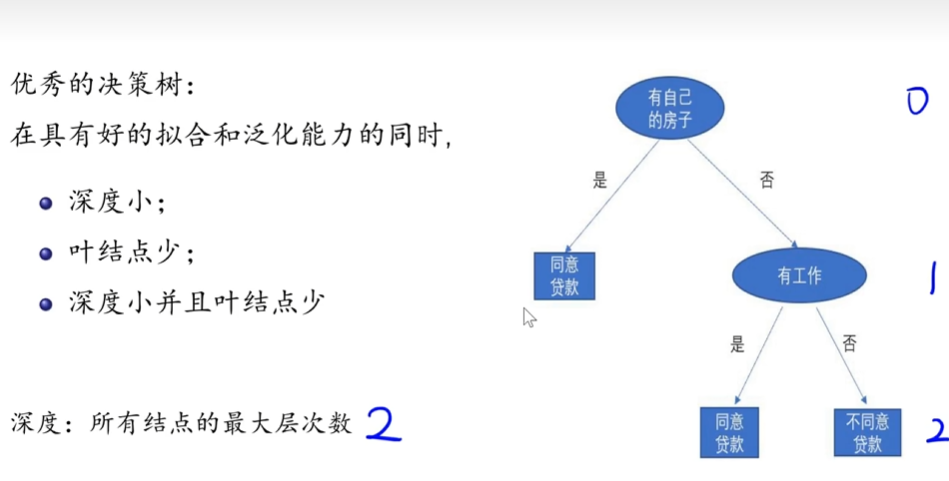 优秀的决策树：
在具有好的拟合和泛化能力的同时，
深度小；
叶结点少；
深度小并且叶结点少
深度：所有结点的最大层次数 2
有自己
的房子
0
是
否
同意
贷款
有工作
1
是
否
同意
贷款
不同意
贷款
2